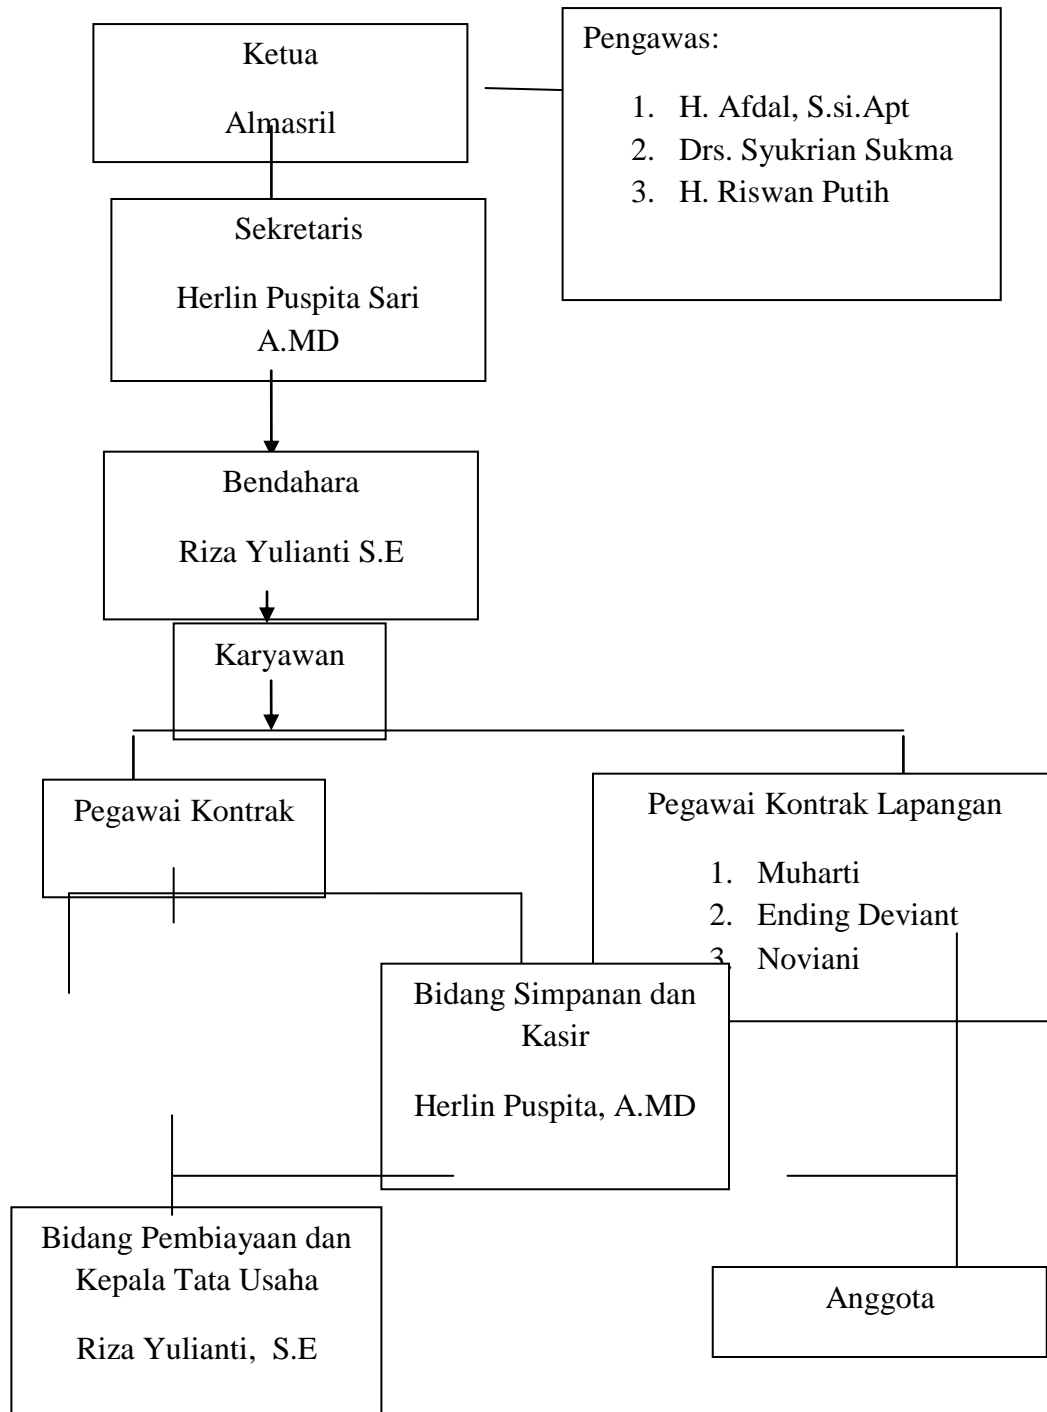 Ketua
Almasril
Pengawas:
1. H. Afdal, S.si.Apt
2. Drs. Syukrian Sukma
3. H. Riswan Putih
Sekretaris
Herlin Puspita Sari
A.MD
Bendahara
Riza Yulianti S.E
Karyawan
Pegawai Kontrak
Pegawai Kontrak Lapangan
1. Muharti
2. Ending Deviant
3. Noviani
Bidang Simpanan dan
Kasir
Herlin Puspita, A.MD
Bidang Pembiayaan dan
Kepala Tata Usaha
Riza Yulianti, S.E
Anggota